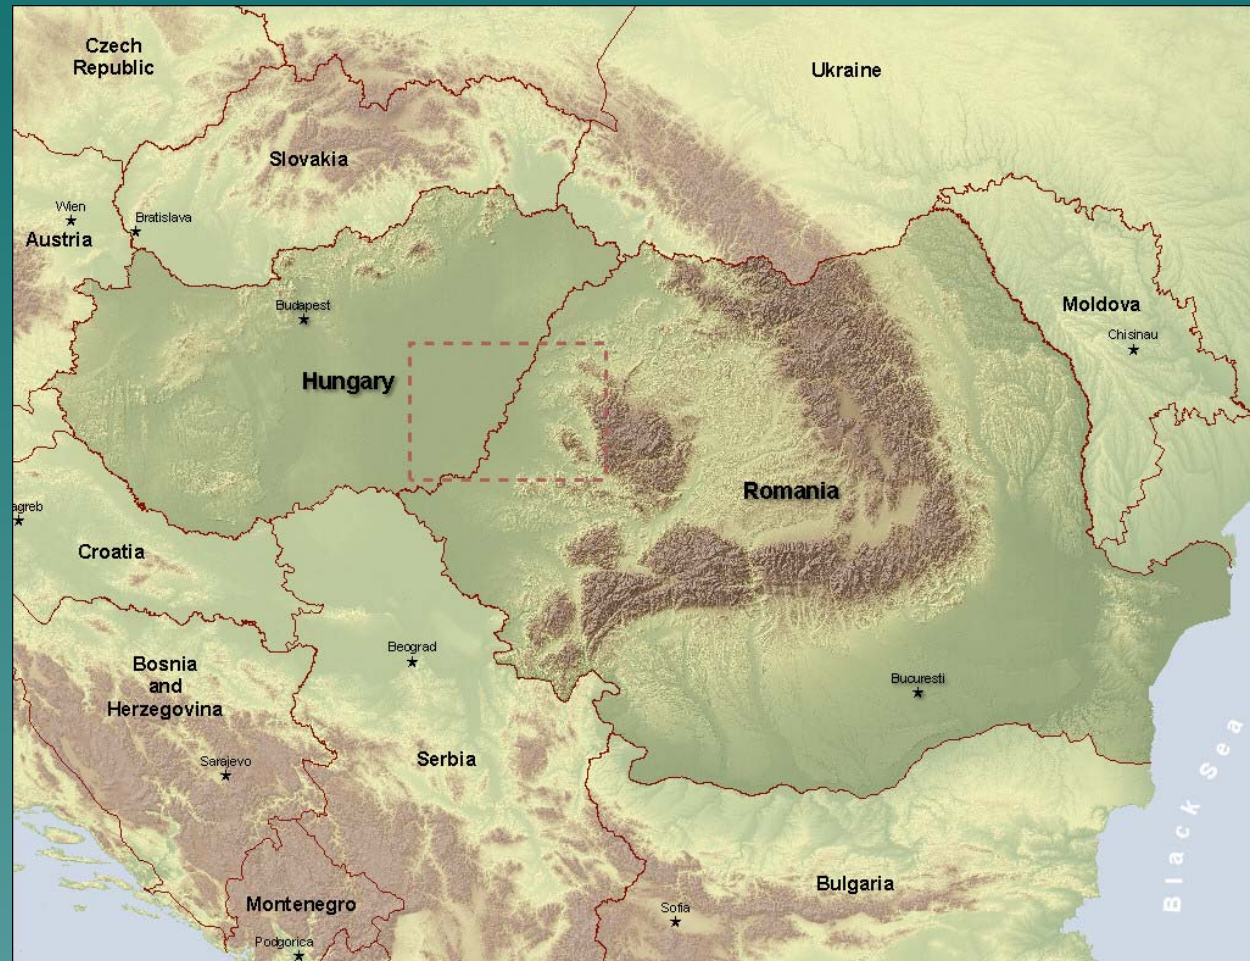 Czech
Republic
Ukraine
Slovakia
Wien
Bratislava
Austria
Budapest
Moldova
Chisinau
Hungary
Romania
agreb
Croatia
Beograd
Bosnia
and
Herzegovina
Bucuresti
Sarajevo
Serbia
Black Sea
Bulgaria
Montenegro
Sofia
Podgorica